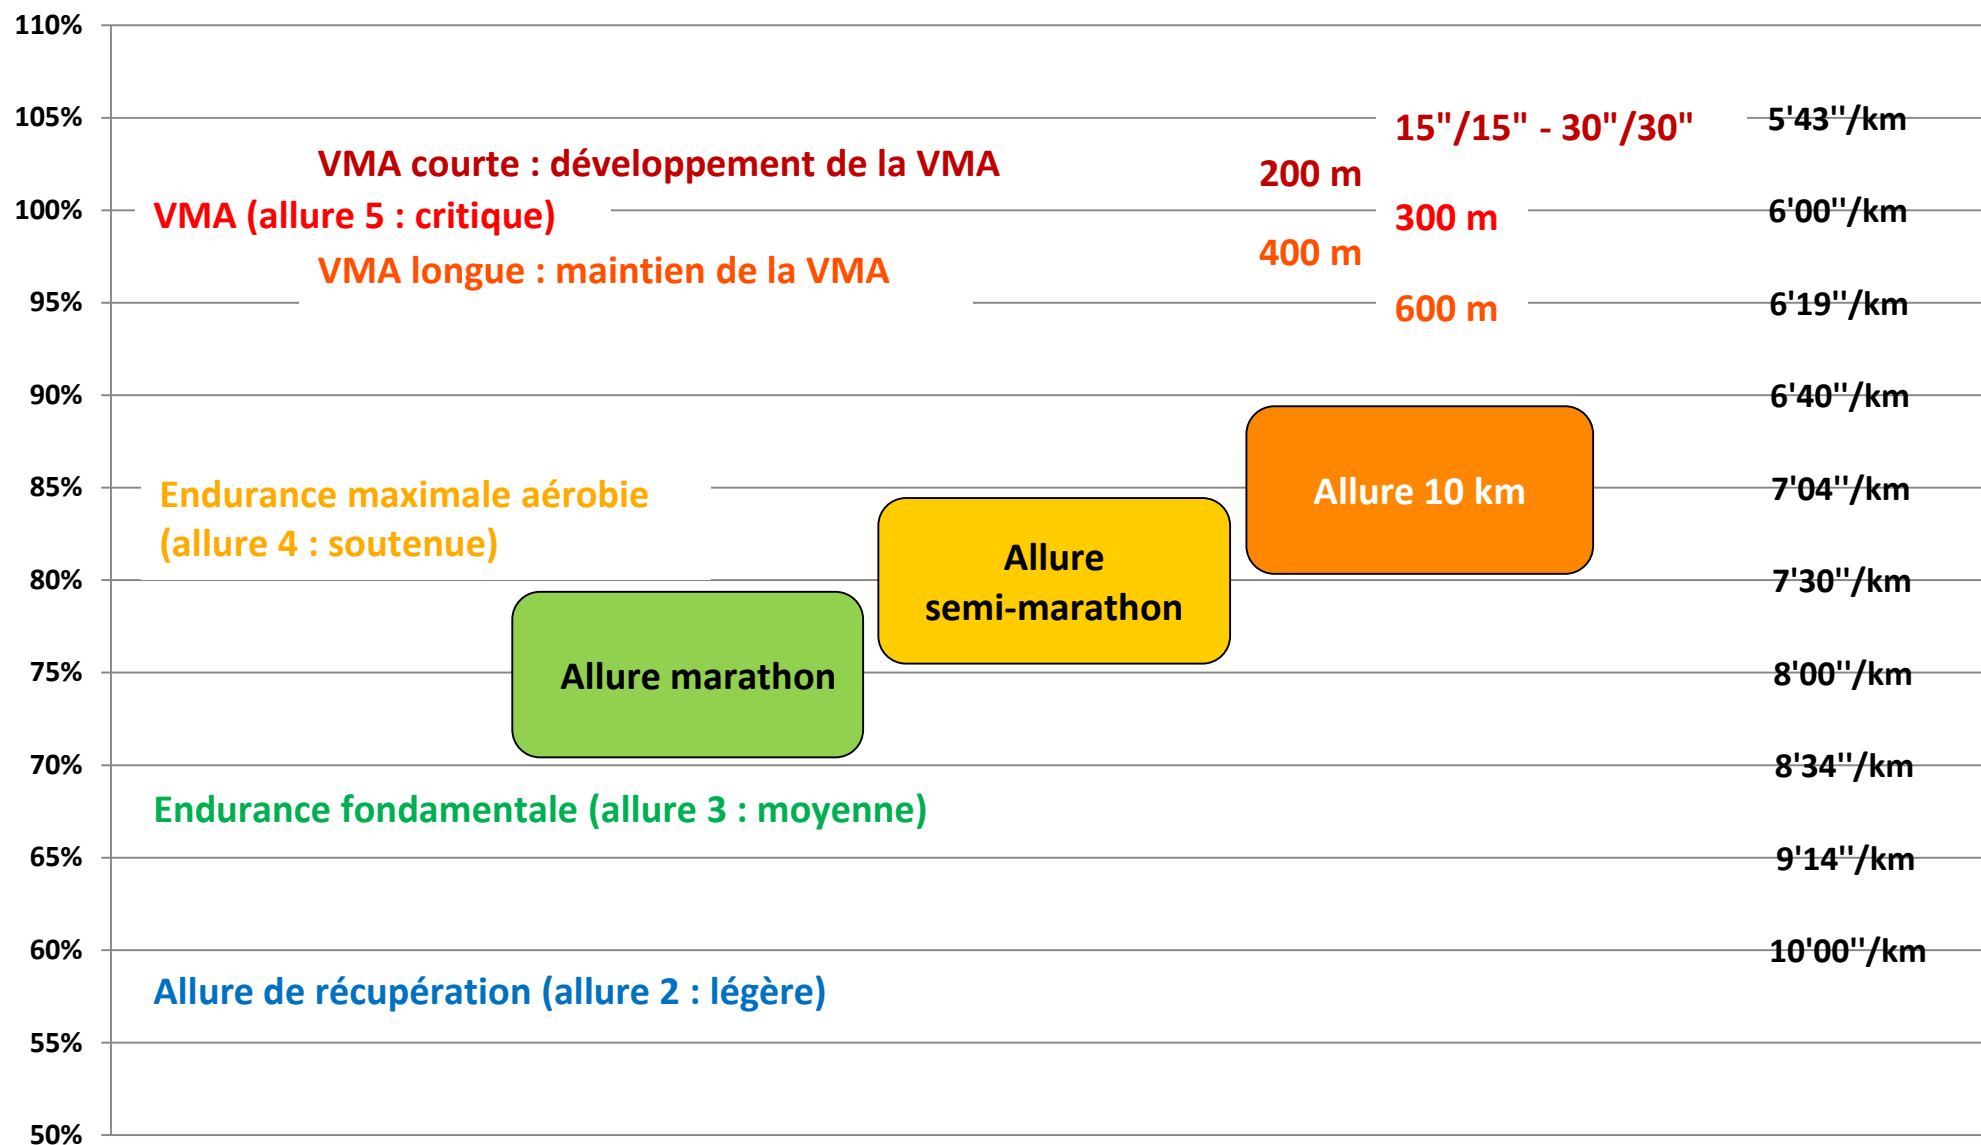 110%
105%
15"/15" - 30"/30"
5'43''/km
VMA courte : développement de la VMA
200 m
100%
VMA (allure 5 : critique)
300 m
6'00''/km
400 m
VMA longue : maintien de la VMA
95%
600 m
6'19''/km
90%
6'40''/km
85%
Endurance maximale aérobie
(allure 4 : soutenue)
Allure 10 km
7'04''/km
Allure
semi-marathon
80%
7'30''/km
75%
Allure marathon
8'00''/km
70%
8'34''/km
Endurance fondamentale (allure 3 : moyenne)
65%
9'14''/km
60%
10'00''/km
Allure de récupération (allure 2 : légère)
55%
50%